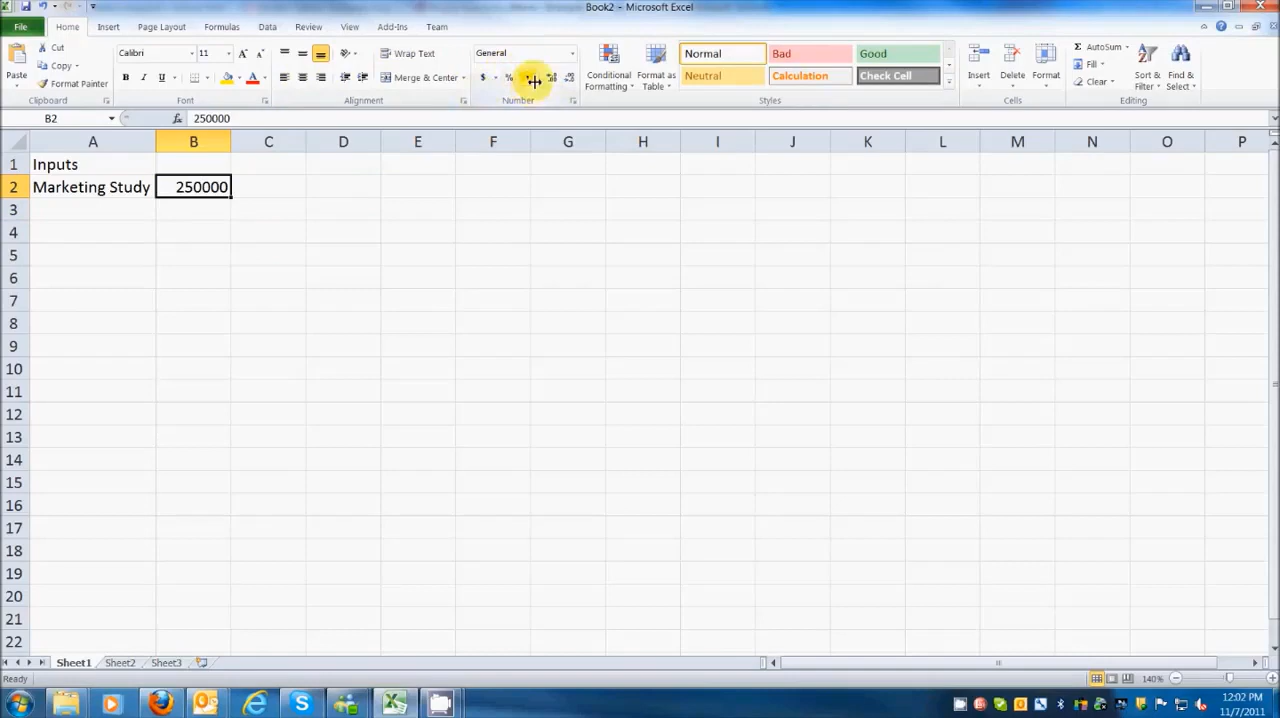 Book2 - Microsoft Excel
File Home Insert Page Layout Formulas Data Review View Add-Ins Team
Paste
Cut
Copy
Format Painter
Clipboard
Calibri 11
B I U
Font
Wrap Text
Merge & Center
Alignment
General
$ %
Number
Conditional Formatting
Format as Table
Normal Bad Good
Neutral Calculation Check Cell
Styles
Insert Delete Format
Cells
AutoSum
Fill
Clear
Sort & Filter
Find & Select
Editing
B2 fx 250000
A B C D E F G H I J K L M N O P
1 Inputs
2 Marketing Study 250000
3
4
5
6
7
8
9
10
11
12
13
14
15
16
17
18
19
20
21
22
Sheet1 Sheet2 Sheet3
Ready 140%
12:02 PM
11/7/2011